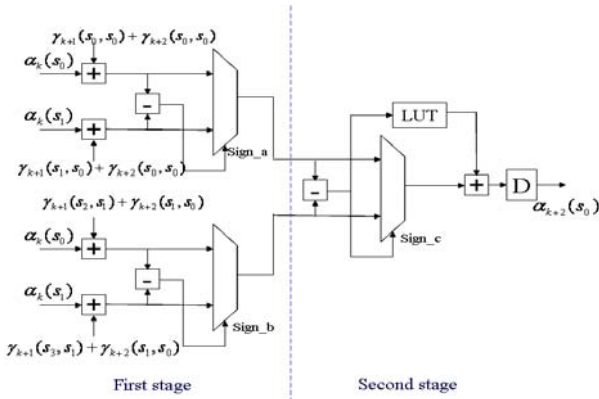 γk+1(s0, s0) + γk+2(s0, s0)
αk(s0)
+
-
αk(s1)
+
Sign_a
γk+1(s1, s0) + γk+2(s0, s0)
γk+1(s2, s1) + γk+2(s1, s0)
αk(s0)
+
-
αk(s1)
+
Sign_b
γk+1(s3, s1) + γk+2(s1, s0)
LUT
-
+
D
αk+2(s0)
Sign_c
First stage
Second stage